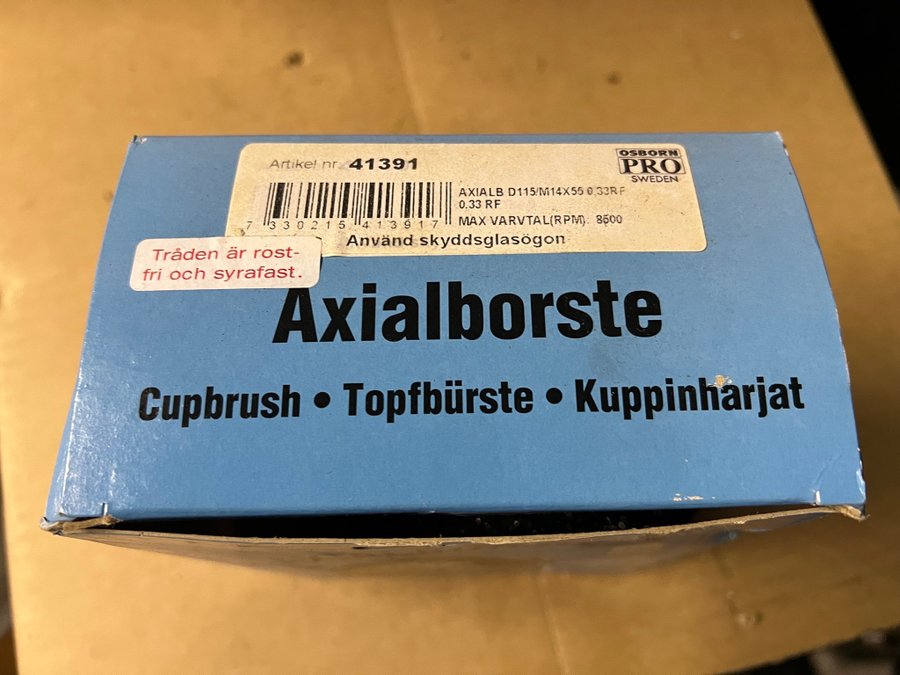 Artikel nr. 41391
OSBORN
PRO
SWEDEN
AXIALB D115/M14X55 0,33RF
0.33 RF
MAX VARVTAL(RPM) 8500
7 330215 413917
Använd skyddsglasögon
Tråden är rost-
fri och syrafast.
Axialborste
Cupbrush • Topfbürste • Kuppinharjat